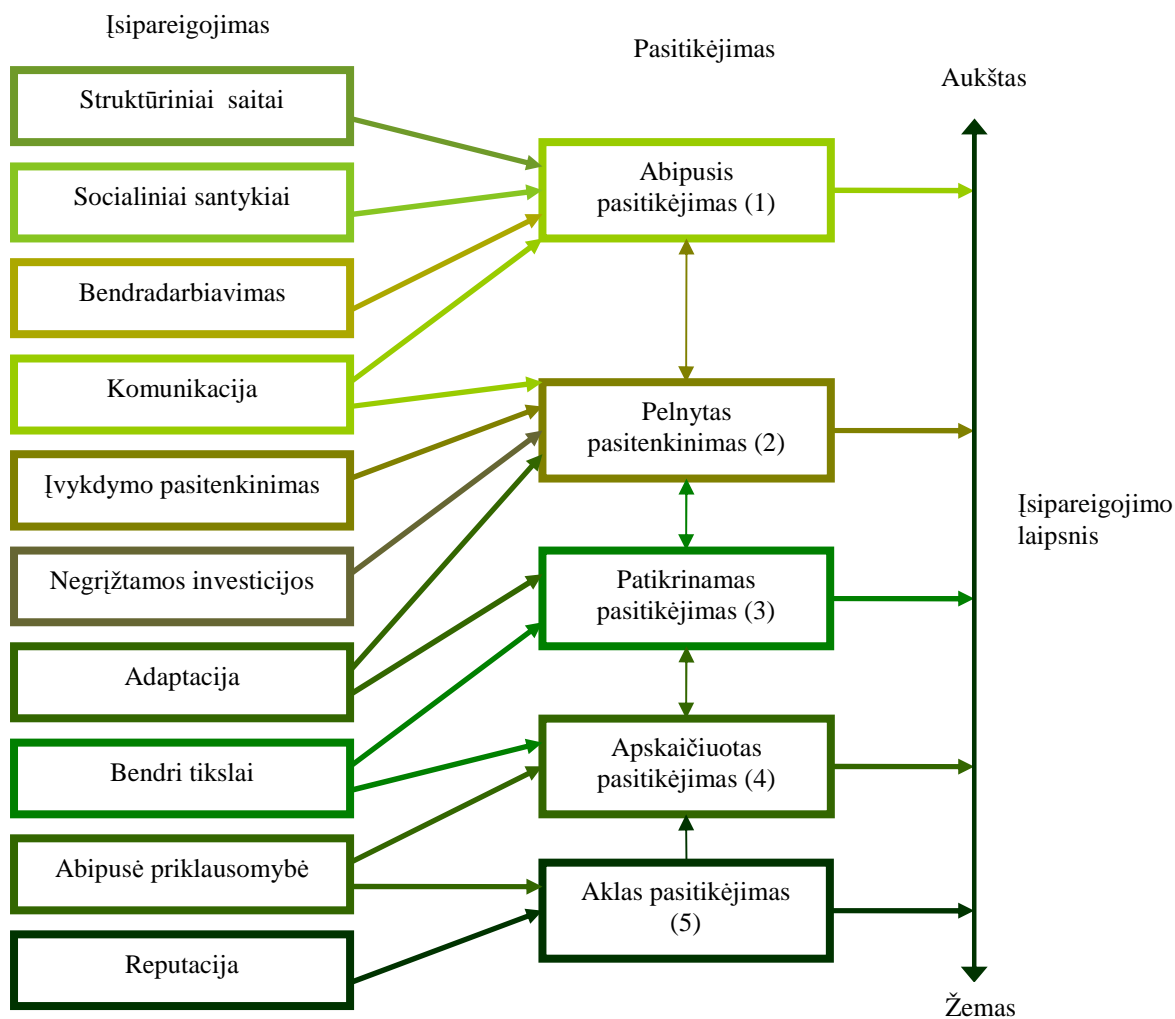 Įsipareigojimas
Struktūriniai saitai
Socialiniai santykiai
Bendradarbiavimas
Komunikacija
Įvykdymo pasitenkinimas
Negrįžtamos investicijos
Adaptacija
Bendri tikslai
Abipusė priklausomybė
Reputacija
Pasitikėjimas
Abipusis
pasitikėjimas (1)
Pelnytas
pasitenkinimas (2)
Patikrinamas
pasitikėjimas (3)
Apskaičiuotas
pasitikėjimas (4)
Aklas pasitikėjimas
(5)
Aukštas
Įsipareigojimo
laipsnis
Žemas